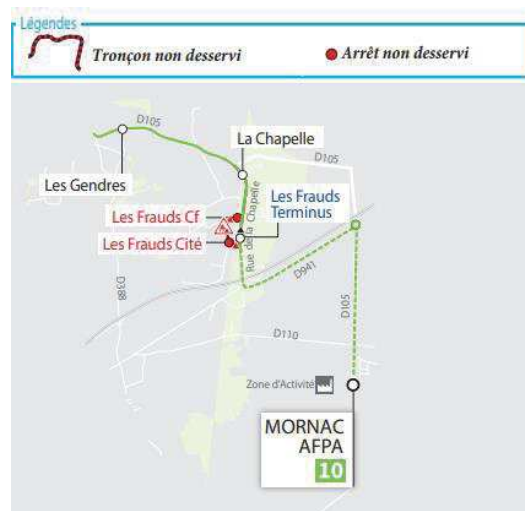 Légendes
Tronçon non desservi
Arrêt non desservi
D105
La Chapelle
D105
Les Gendres
Les Frauds
Terminus
Les Frauds Cf
Les Frauds Cité
Rue de la Chapelle
D941
D388
D105
D110
Zone d'Activité
MORNAC
AFPA
10